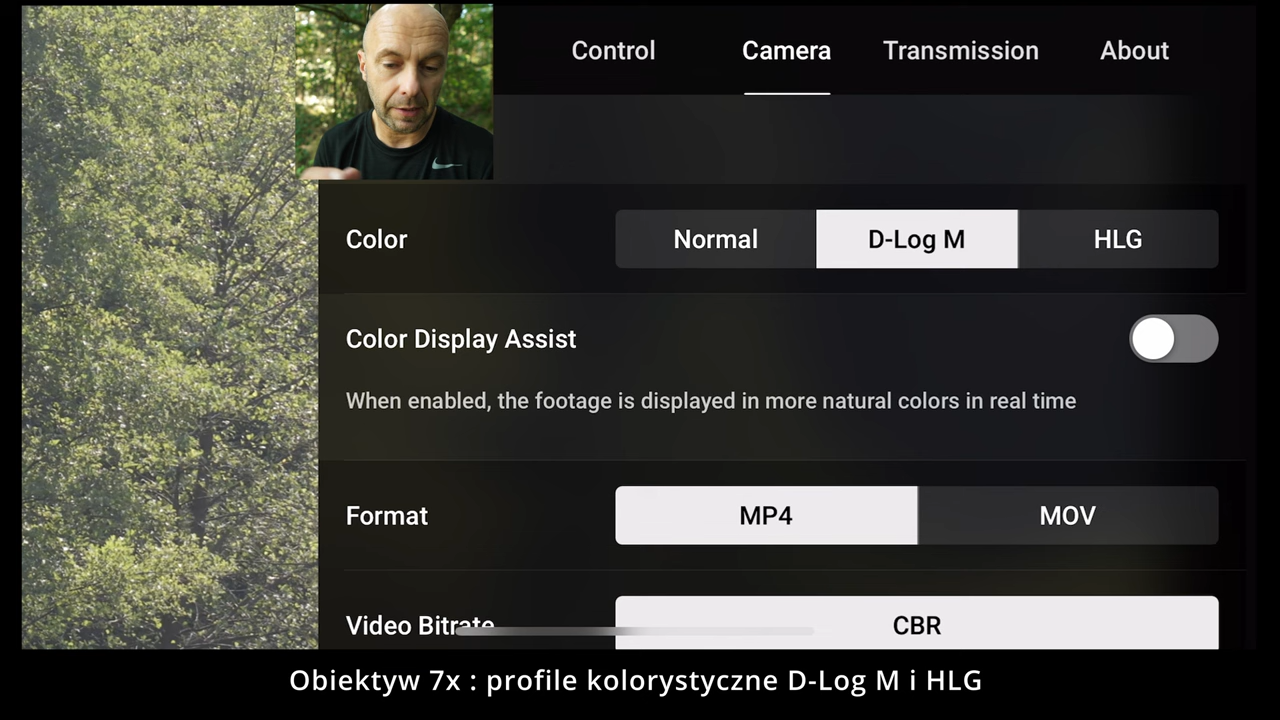 Control Camera Transmission About
Color Normal D-Log M HLG
Color Display Assist
When enabled, the footage is displayed in more natural colors in real time
Format MP4 MOV
Video Bitrate CBR
Obiektyw 7x : profile kolorystyczne D-Log M i HLG